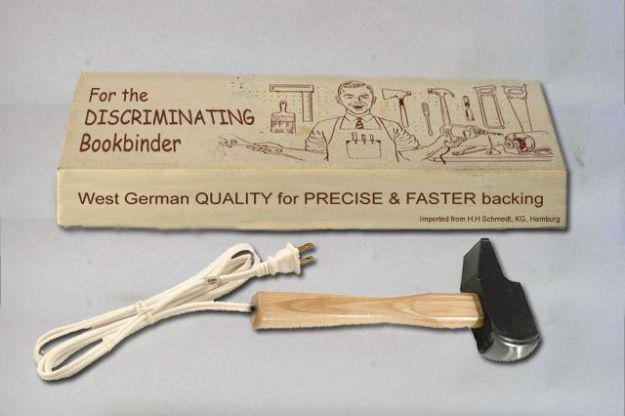 For the
DISCRIMINATING
Bookbinder
West German QUALITY for PRECISE & FASTER backing
Imported from H.H Schmedt, KG, Hamburg